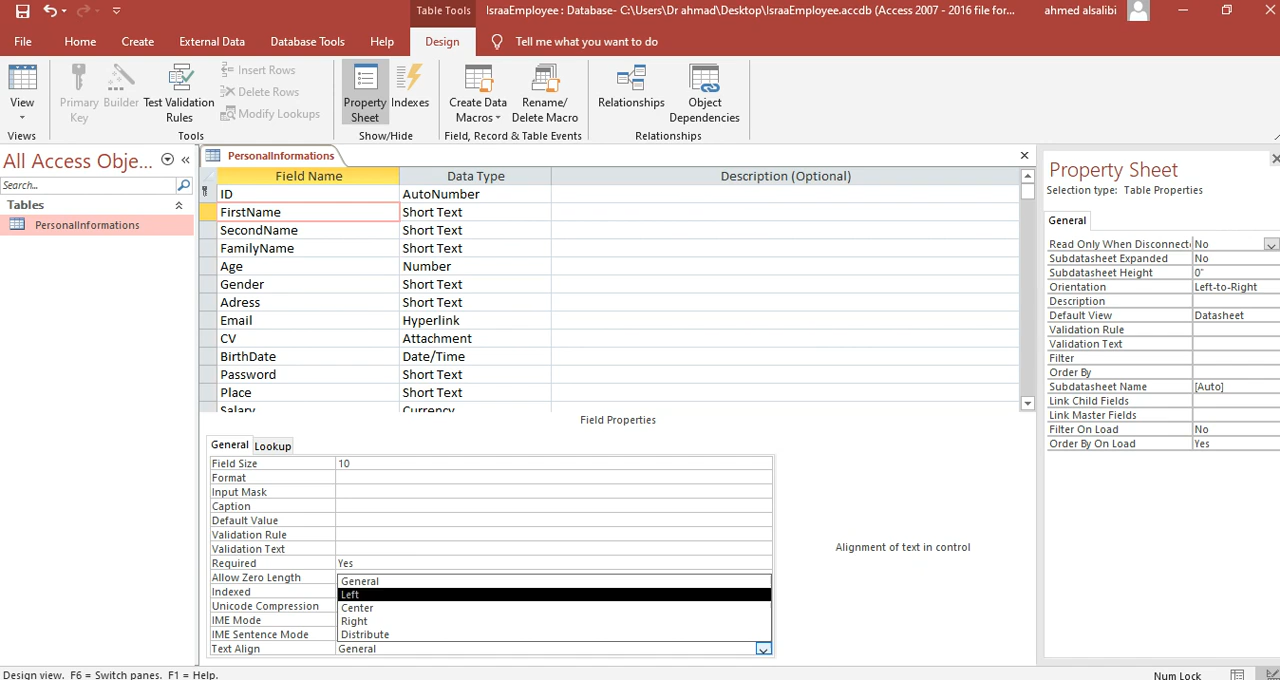 Table Tools
IsraaEmployee : Database- C:\Users\Dr ahmad\Desktop\IsraaEmployee.accdb (Access 2007 - 2016 file for...
ahmed alsalibi
File Home Create External Data Database Tools Help Design Tell me what you want to do
View
Views
Primary Key
Builder
Test Validation Rules
Insert Rows
Delete Rows
Modify Lookups
Tools
Property Sheet
Indexes
Show/Hide
Create Data Macros
Rename/ Delete Macro
Field, Record & Table Events
Relationships
Object Dependencies
Relationships
All Access Obje...
Search...
Tables
PersonalInformations
PersonalInformations
Field Name Data Type Description (Optional)
ID AutoNumber
FirstName Short Text
SecondName Short Text
FamilyName Short Text
Age Number
Gender Short Text
Adress Short Text
Email Hyperlink
CV Attachment
BirthDate Date/Time
Password Short Text
Place Short Text
Salary Currency
Field Properties
General Lookup
Field Size 10
Format
Input Mask
Caption
Default Value
Validation Rule
Validation Text
Required Yes
Allow Zero Length
Indexed
Unicode Compression
IME Mode
IME Sentence Mode
Text Align General
General
Left
Center
Right
Distribute
Alignment of text in control
Property Sheet
Selection type: Table Properties
General
Read Only When Disconnect No
Subdatasheet Expanded No
Subdatasheet Height 0"
Orientation Left-to-Right
Description
Default View Datasheet
Validation Rule
Validation Text
Filter
Order By
Subdatasheet Name [Auto]
Link Child Fields
Link Master Fields
Filter On Load No
Order By On Load Yes
Design view. F6 = Switch panes. F1 = Help.
Num Lock